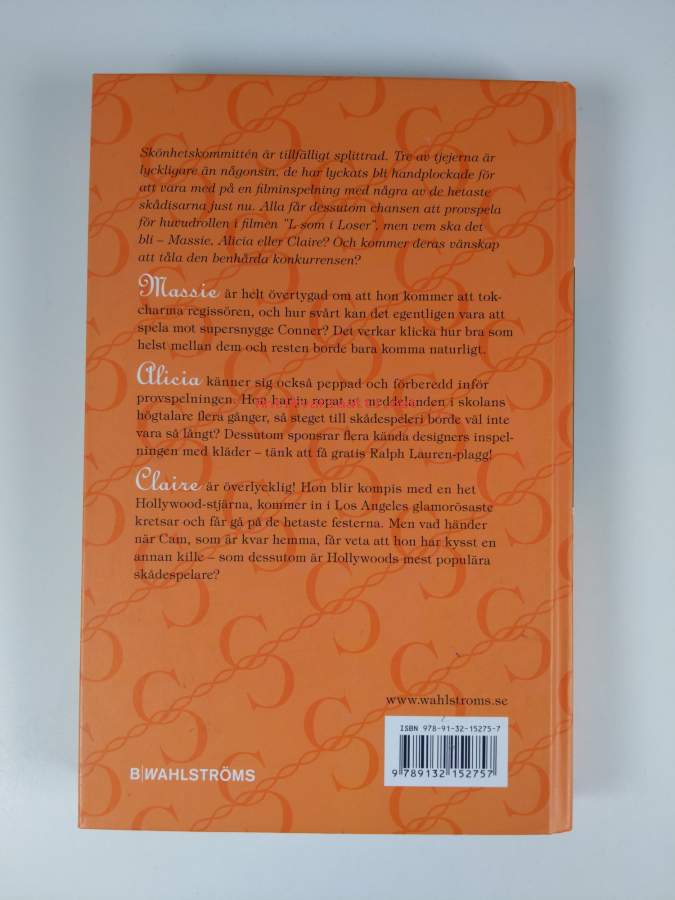 Skönhetskommittén är tillfälligt splittrad. Tre av tjejerna är
lyckligare än någonsin, de har lyckats bli handplockade för
att vara med på en filminspelning med några av de hetaste
skådisarna just nu. Alla får dessutom chansen att provspela
för huvudrollen i filmen "L som i Loser", men vem ska det
bli – Massie, Alicia eller Claire? Och kommer deras vänskap
att tåla den benhårda konkurrensen?
Massie är helt övertygad om att hon kommer att tok-
charma regissören, och hur svårt kan det egentligen vara att
spela mot supersnygge Conner? Det verkar klicka hur bra som
helst mellan dem och resten borde bara komma naturligt.
Alicia känner sig också peppad och förberedd inför
provspelningen. Hon har ju ropat ut meddelanden i skolans
högtalare flera gånger, så steget till skådespeleri borde väl inte
vara så långt? Dessutom sponsrar flera kända designers inspel-
ningen med kläder – tänk att få gratis Ralph Lauren-plagg!
Claire är överlycklig! Hon blir kompis med en het
Hollywood-stjärna, kommer in i Los Angeles glamorösaste
kretsar och får gå på de hetaste festerna. Men vad händer
när Cam, som är kvar hemma, får veta att hon har kysst en
annan kille – som dessutom är Hollywoods mest populära
skådespelare?
www.wahlstroms.se
ISBN 978-91-32-15275-7
9 789132 152757
B|WAHLSTRÖMS